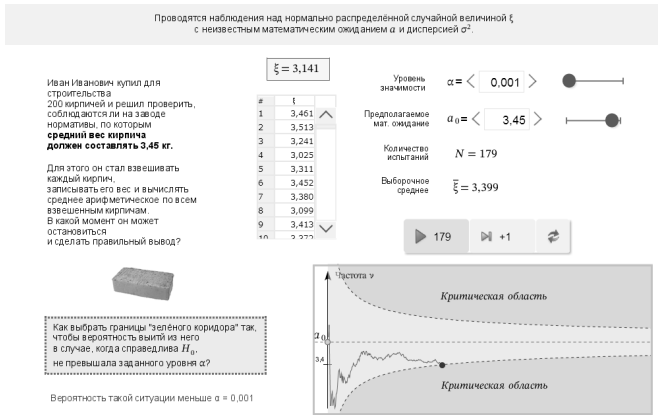 Проводятся наблюдения над нормально распределённой случайной величиной ξ
с неизвестным математическим ожиданием a и дисперсией σ².
Иван Иванович купил для
строительства
200 кирпичей и решил проверить,
соблюдаются ли на заводе
нормативы, по которым
средний вес кирпича
должен составлять 3,45 кг.
Для этого он стал взвешивать
каждый кирпич,
записывать его вес и вычислять
среднее арифметическое по всем
взвешенным кирпичам.
В какой момент он может
остановиться
и сделать правильный вывод?
ξ = 3,141
# ξ
1 3,461
2 3,513
3 3,241
4 3,025
5 3,311
6 3,452
7 3,380
8 3,099
9 3,413
10 3,372
Уровень
значимости
α = < 0,001 >
Предполагаемое
мат. ожидание
a₀ = < 3,45 >
Количество
испытаний
N = 179
Выборочное
среднее
ξ̅ = 3,399
179 +1
Частота ν
Критическая область
a₀
3,4
Критическая область
Как выбрать границы "зелёного коридора" так,
чтобы вероятность выйти из него
в случае, когда справедлива H₀,
не превышала заданного уровня α?
Вероятность такой ситуации меньше α = 0,001